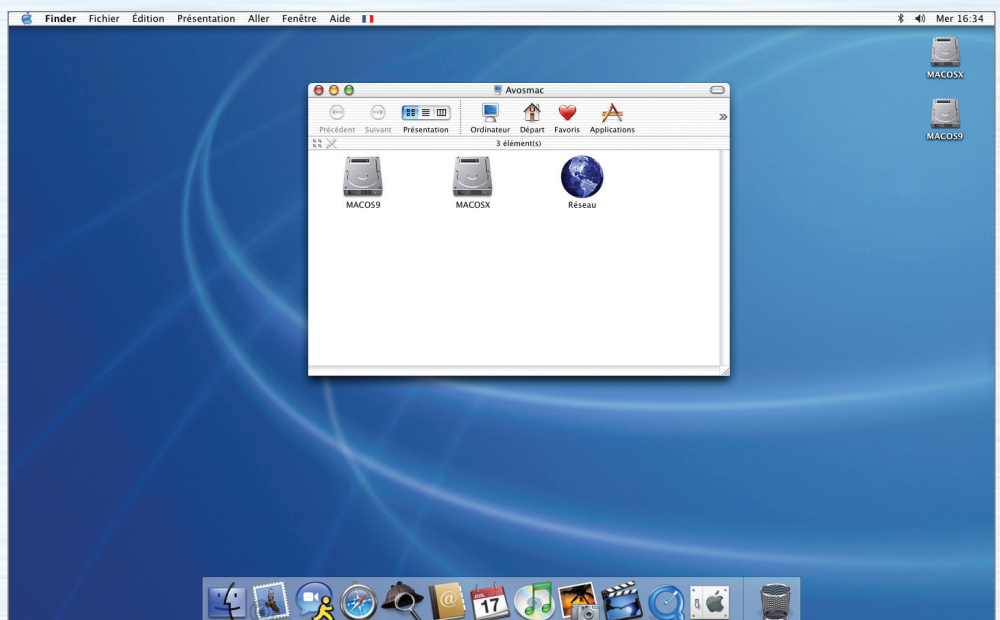 Finder Fichier Édition Présentation Aller Fenêtre Aide
Mer 16:34
MACOSX
MACOS9
Avosmac
Précédent Suivant Présentation Ordinateur Départ Favoris Applications
3 élément(s)
MACOS9 MACOSX Réseau
@
JUIL
17